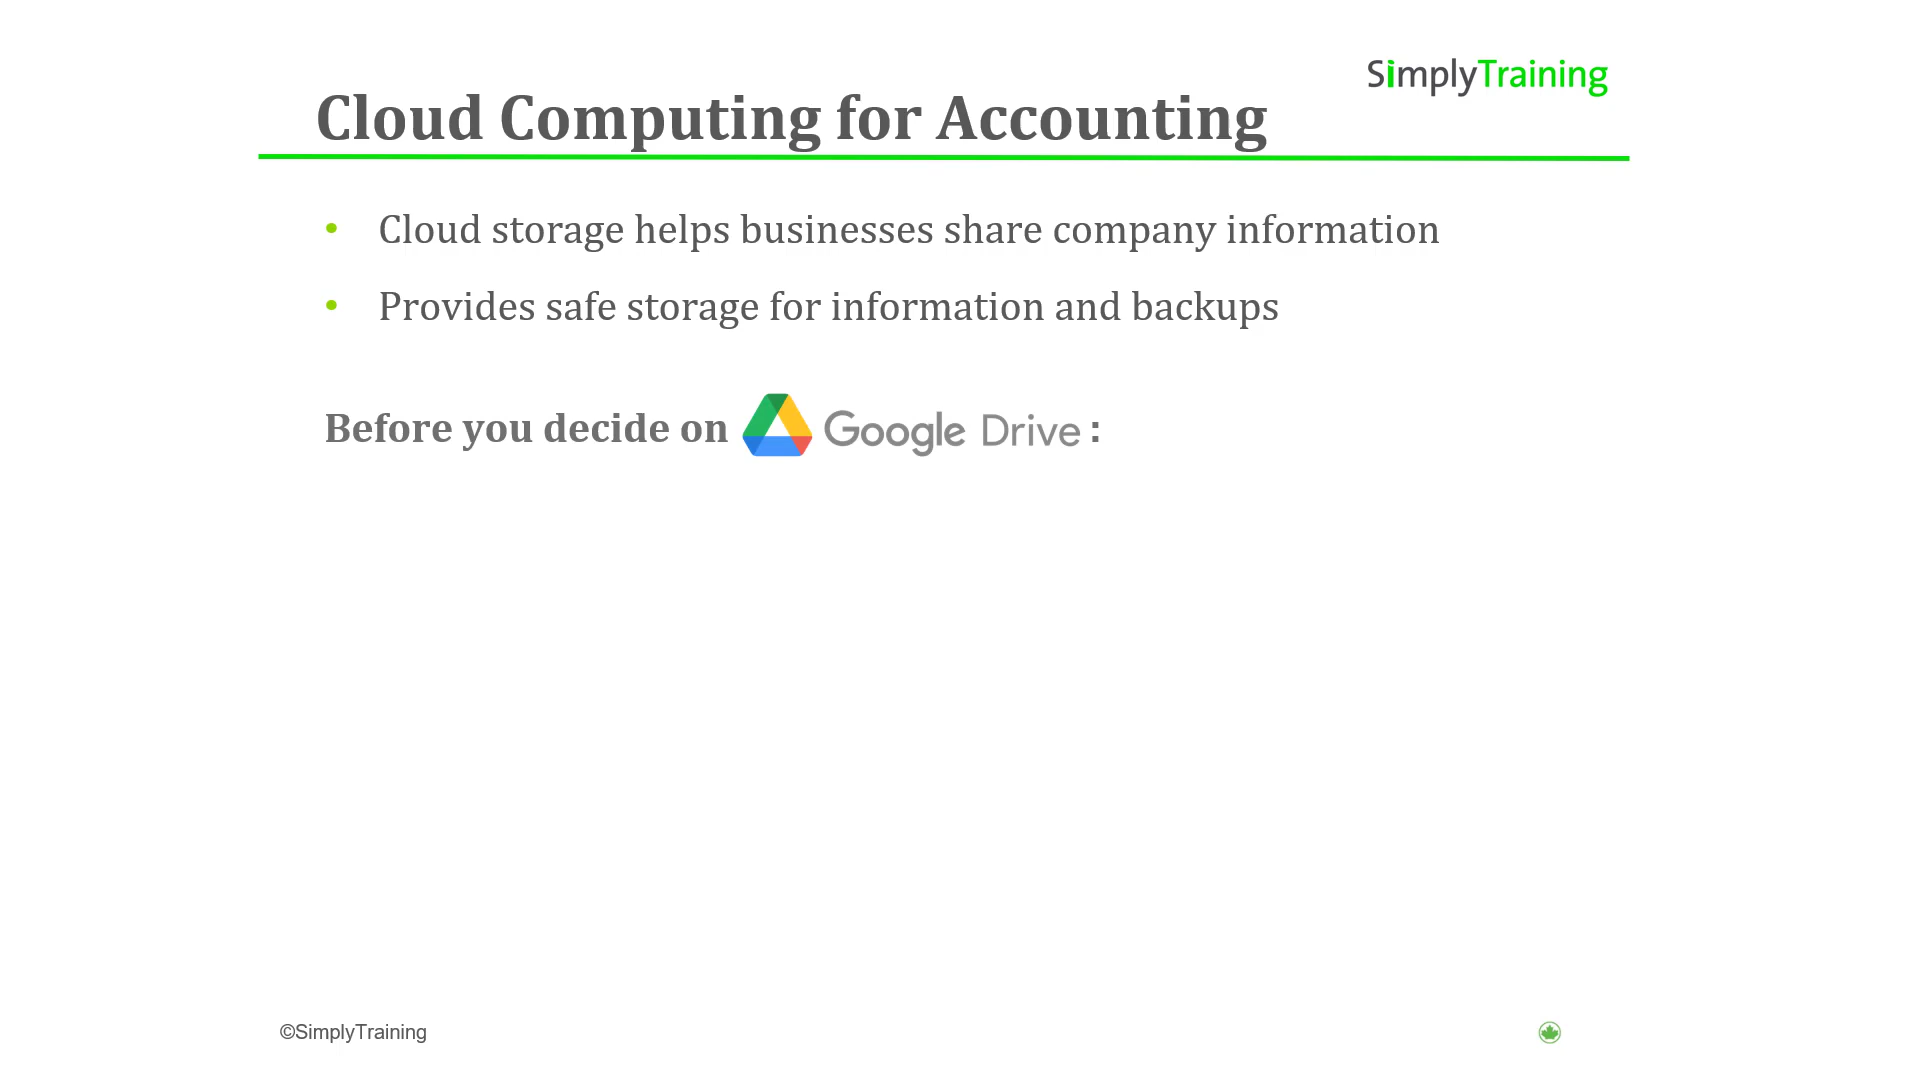 SimplyTraining
Cloud Computing for Accounting
• Cloud storage helps businesses share company information
• Provides safe storage for information and backups
Before you decide on Google Drive :
©SimplyTraining